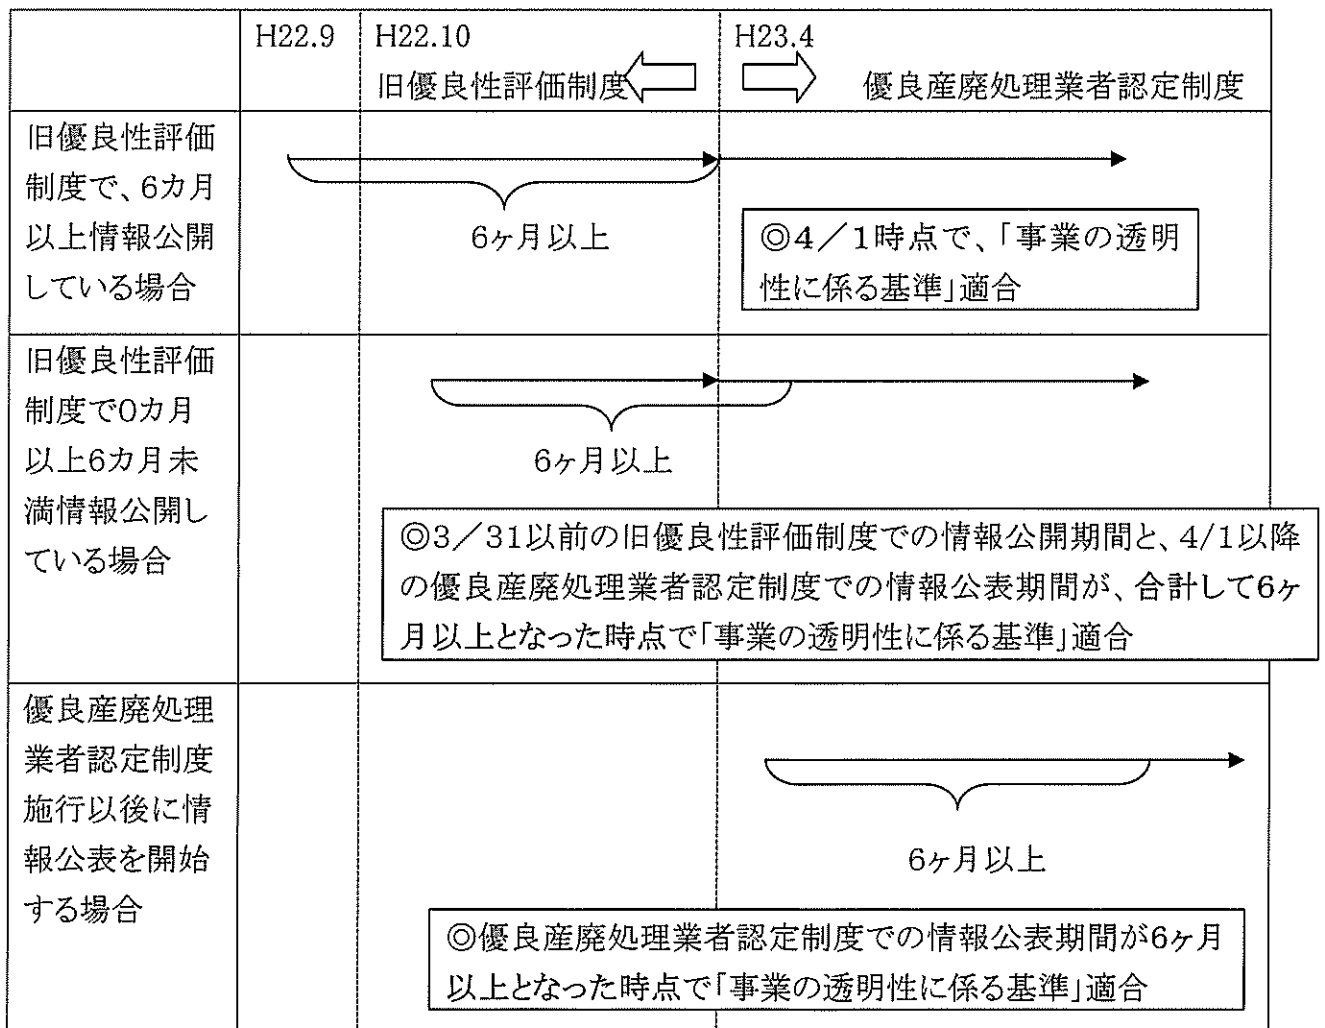 H22.9
H22.10
H23.4
旧優良性評価制度
優良産廃処理業者認定制度
旧優良性評価
制度で、6カ月
以上情報公開
している場合
6ヶ月以上
◎4／1時点で、「事業の透明
性に係る基準」適合
旧優良性評価
制度で0カ月
以上6カ月未
満情報公開し
ている場合
6ヶ月以上
◎3／31以前の旧優良性評価制度での情報公開期間と、4/1以降
の優良産廃処理業者認定制度での情報公表期間が、合計して6ヶ
月以上となった時点で「事業の透明性に係る基準」適合
優良産廃処理
業者認定制度
施行以後に情
報公表を開始
する場合
6ヶ月以上
◎優良産廃処理業者認定制度での情報公表期間が6ヶ月
以上となった時点で「事業の透明性に係る基準」適合